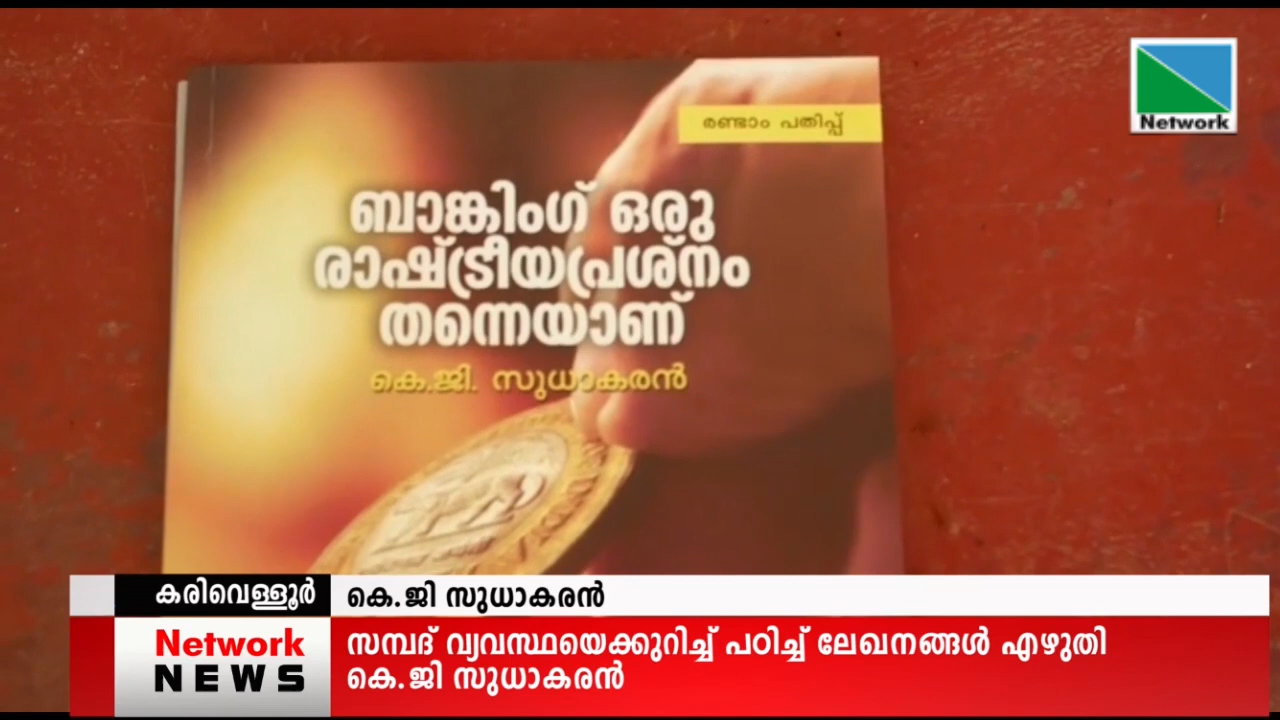 Network
രണ്ടാം പതിപ്പ്
ബാങ്കിംഗ് ഒരു
രാഷ്ട്രീയപ്രശ്നം
തന്നെയാണ്
കെ.ജി. സുധാകരൻ
കരിവെള്ളൂർ
കെ.ജി സുധാകരൻ
Network
NEWS
സമ്പദ് വ്യവസ്ഥയെക്കുറിച്ച് പഠിച്ച് ലേഖനങ്ങൾ എഴുതി
കെ.ജി സുധാകരൻ